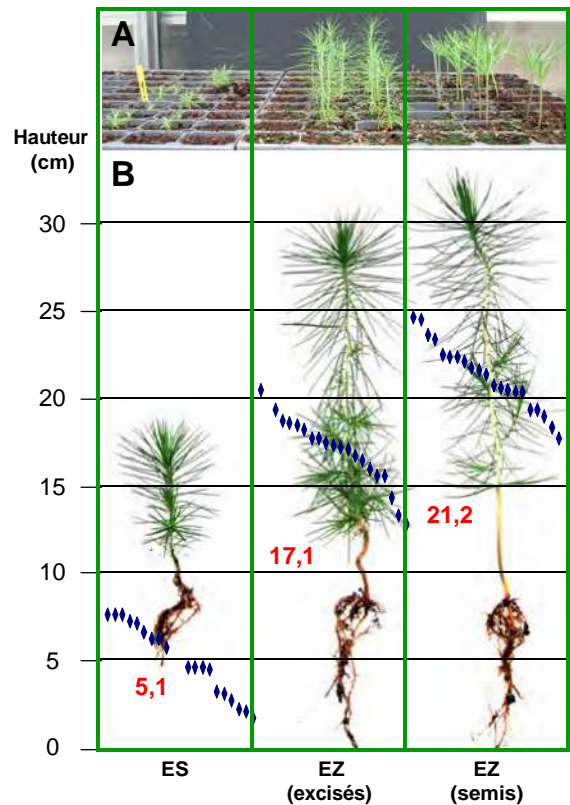 A
Hauteur
(cm)
B
30
25
20
15
10
5
0
5,1
17,1
21,2
ES
EZ
(excisés)
EZ
(semis)